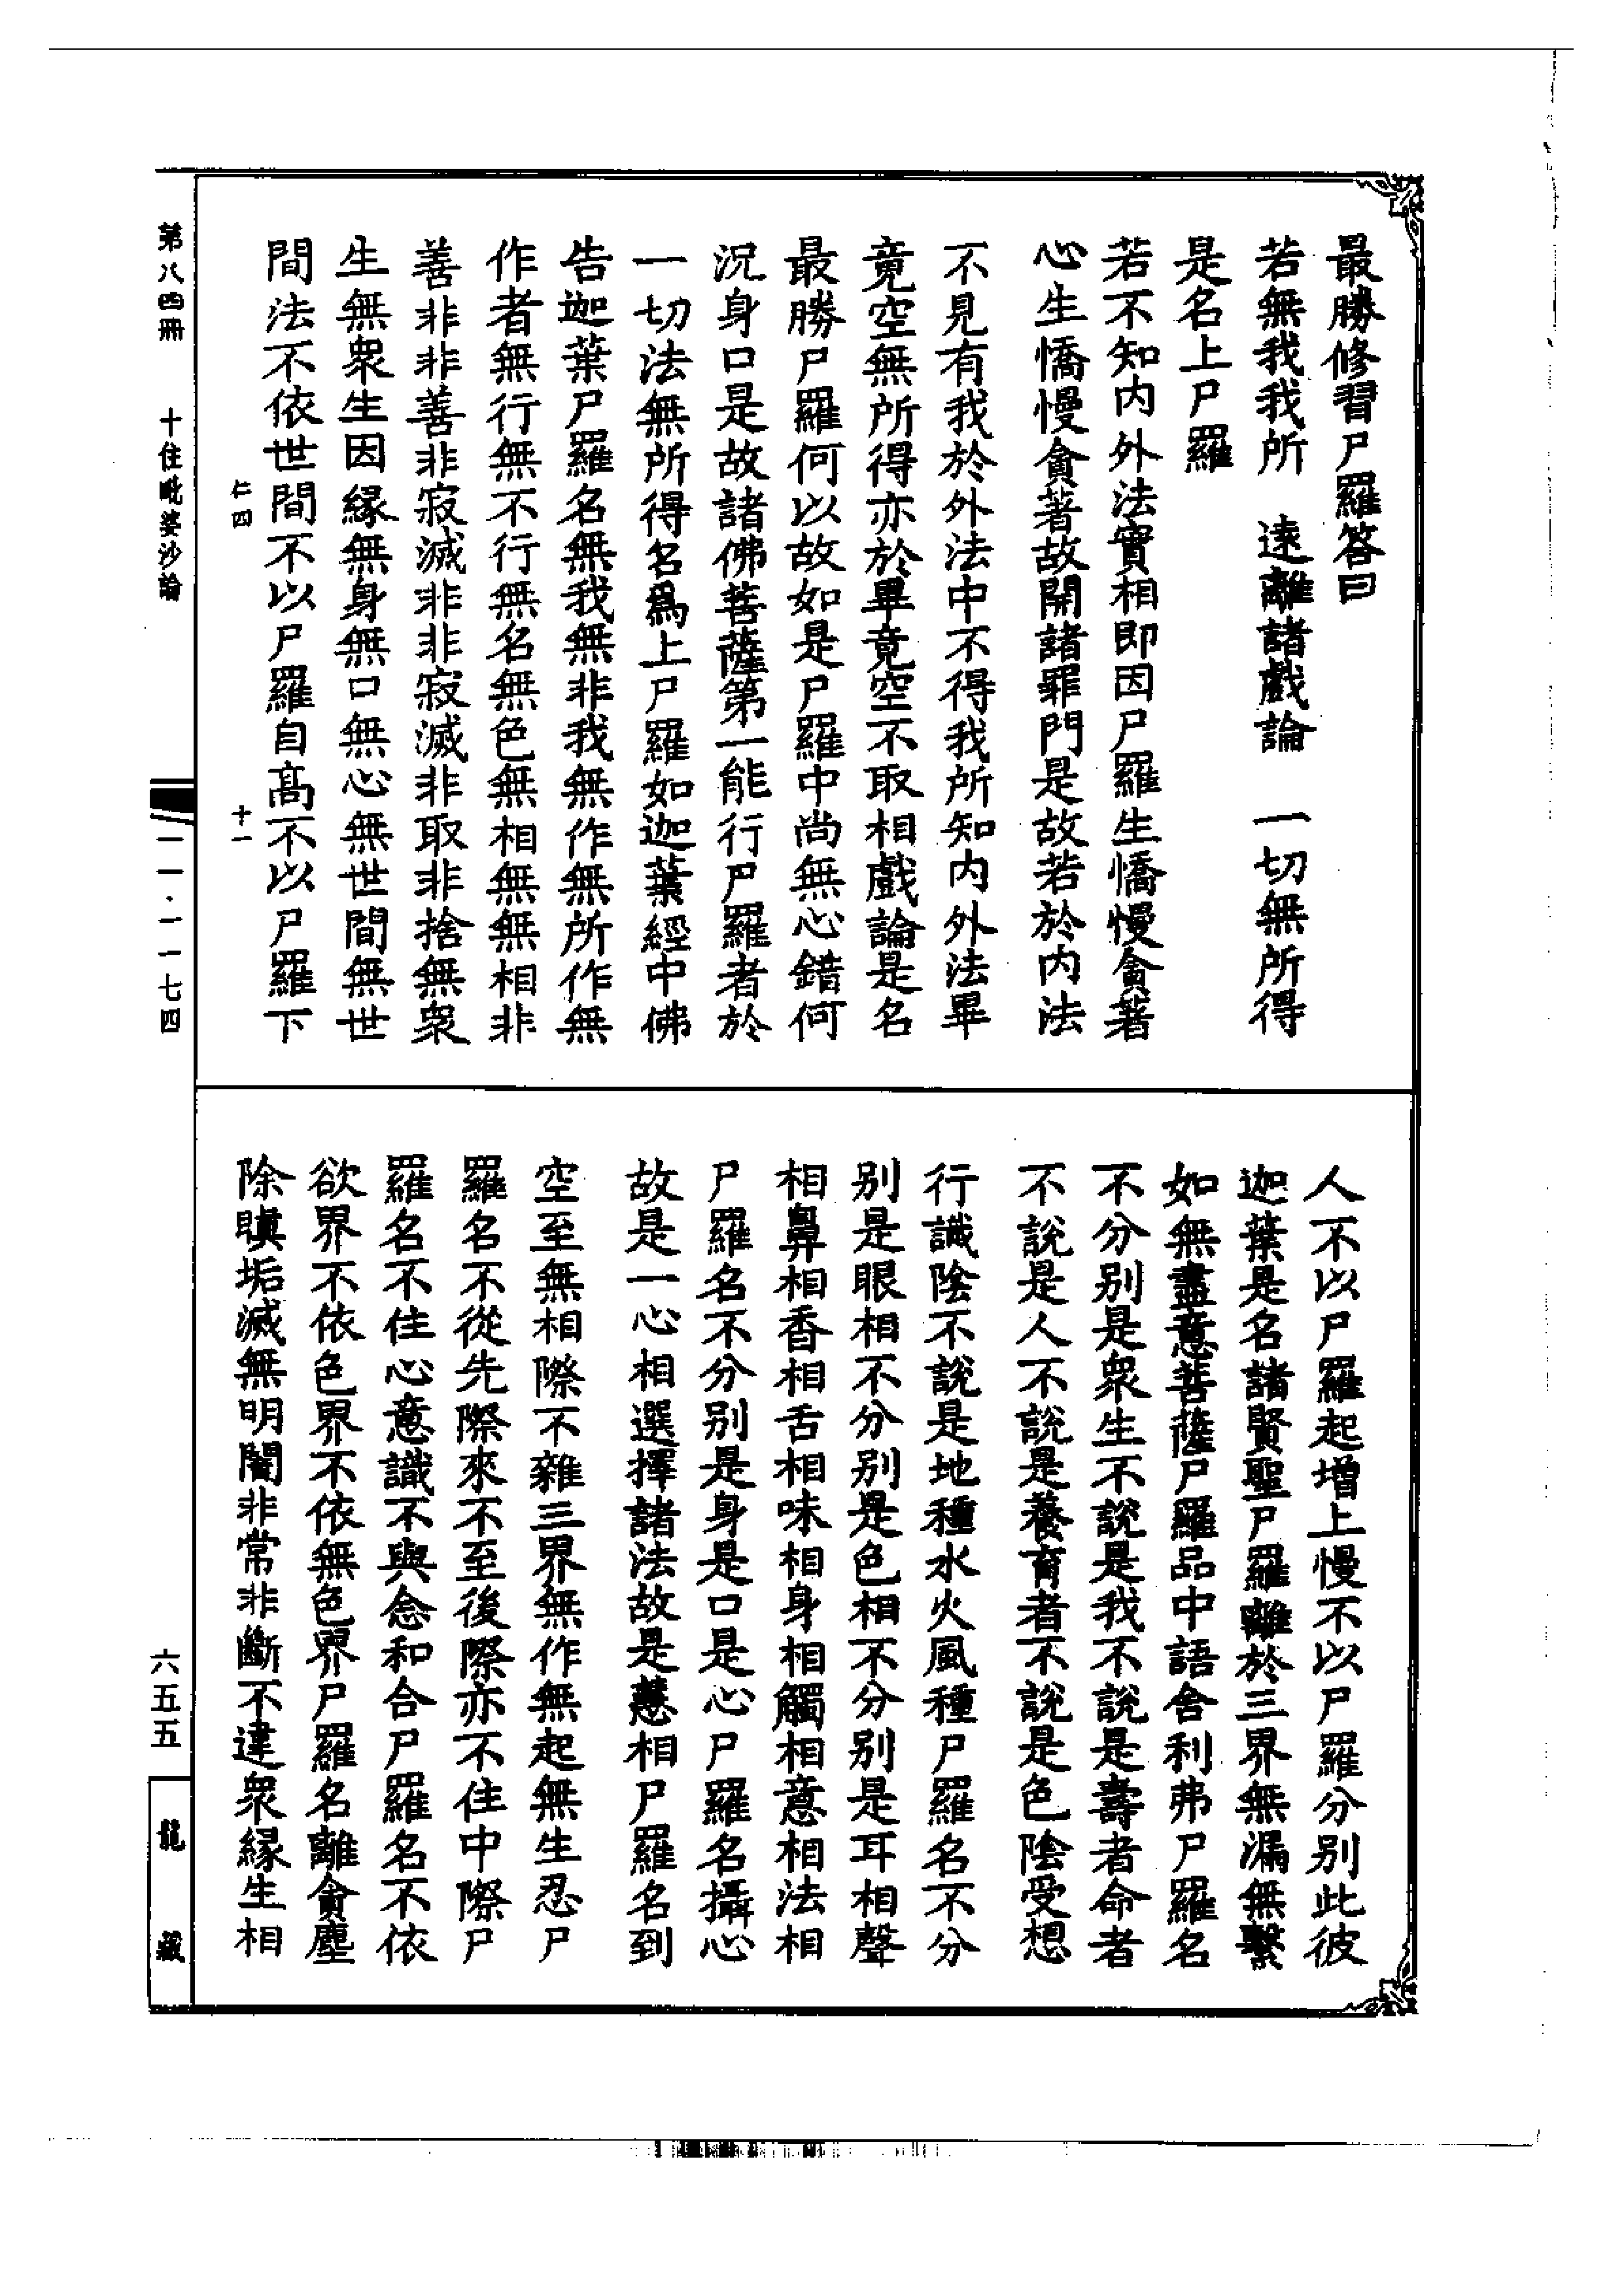 最勝修習尸羅答曰
若無我我所　遠離諸戲論　一切無所得
是名上尸羅
若不知內外法實相即因尸羅生憍慢貪著
心生憍慢貪著故開諸罪門是故若於內法
不見有我於外法中不得我所知內外法畢
竟空無所得亦於畢竟空不取相戲論是名
最勝尸羅何以故如是尸羅中尚無心錯何
況身口是故諸佛菩薩第一能行尸羅者於
一切法無所得名爲上尸羅如迦葉經中佛
告迦葉尸羅名無我無非我無作無所作無
作者無行無不行無名無色無相無無相非
善非非善非寂滅非非寂滅非取非捨無衆
生無衆生因緣無身無口無心無世間無世
間法不依世間不以尸羅自高不以尸羅下
仁四　十一
人不以尸羅起增上慢不以尸羅分别此彼
迦葉是名諸賢聖尸羅離於三界無漏無繫
如無盡意菩薩尸羅品中語舍利弗尸羅名
不分别是衆生不說是我不說是壽者命者
不說是人不說是養育者不說是色陰受想
行識陰不說是地種水火風種尸羅名不分
别是眼相不分别是色相不分别是耳相聲
相鼻相香相舌相味相身相觸相意相法相
尸羅名不分别是身是口是心尸羅名攝心
故是一心相選擇諸法故是慧相尸羅名到
空至無相際不雜三界無作無起無生忍尸
羅名不從先際來不至後際亦不住中際尸
羅名不住心意識不與念和合尸羅名不依
欲界不依色界不依無色界尸羅名離貪塵
除瞋垢滅無明闇非常非斷不違衆緣生相
第八四冊　十住毗婆沙論
一一·一一七四
六五五
龍藏